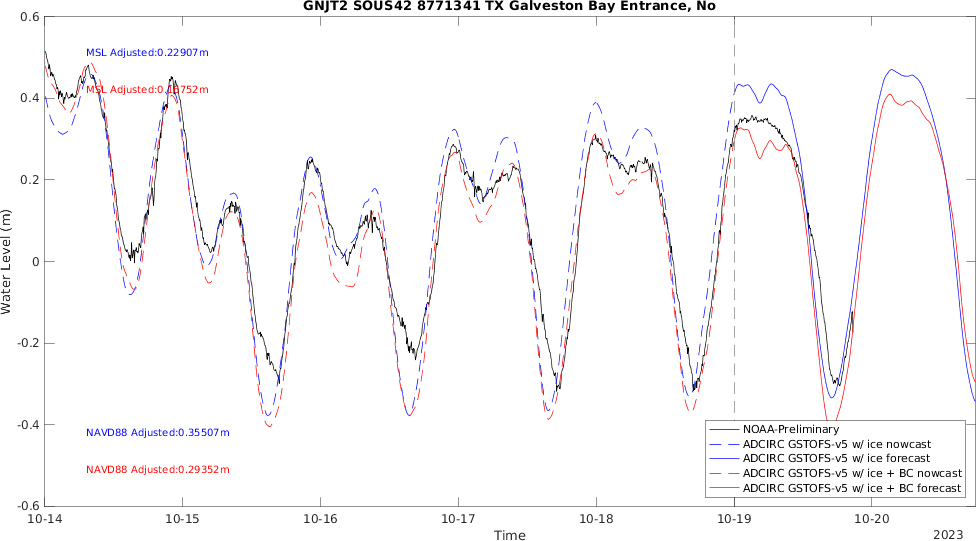 GNJT2 SOUS42 8771341 TX Galveston Bay Entrance, No
0.6
MSL Adjusted:0.22907m
MSL Adjusted:0.16752m
0.4
0.2
0
-0.2
-0.4
-0.6
Water Level (m)
NAVD88 Adjusted:0.35507m
NAVD88 Adjusted:0.29352m
NOAA-Preliminary
ADCIRC GSTOFS-v5 w/ ice nowcast
ADCIRC GSTOFS-v5 w/ ice forecast
ADCIRC GSTOFS-v5 w/ ice + BC nowcast
ADCIRC GSTOFS-v5 w/ ice + BC forecast
10-14 10-15 10-16 10-17 10-18 10-19 10-20
Time
2023